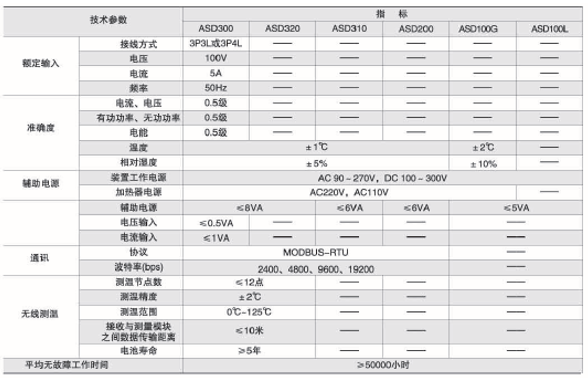 技术参数 指 标
ASD300 ASD320 ASD310 ASD200 ASD100G ASD100L
额定输入 接线方式 3P3L或3P4L —— —— —— —— ——
电压 100V —— —— —— —— ——
电流 5A —— —— —— —— ——
频率 50Hz —— —— —— —— ——
准确度 电流、电压 0.5级 —— —— —— —— ——
有功功率、无功功率 0.5级 —— —— —— —— ——
电能 0.5级 —— —— —— —— ——
温度 ±1℃ ±2℃ ——
相对湿度 ±5% ±10% ——
辅助电源 装置工作电源 AC 90-270V，DC 100-300V
加热器电源 AC220V，AC110V ——
辅助电源 ≤8VA ≤6VA ≤6VA ≤5VA
电压输入 ≤0.5VA —— —— —— —— ——
电流输入 ≤1VA —— —— —— —— ——
通讯 协议 MODBUS-RTU ——
波特率(bps) 2400、4800、9600、19200 ——
无线测温 测温节点数 ≤12点 —— —— —— ——
测温精度 ±2℃ —— —— —— ——
测温范围 0℃-125℃ —— —— —— ——
接收与测量模块
之间数据传输距离 ≤10米 —— —— —— ——
电池寿命 ≥5年 —— —— —— ——
平均无故障工作时间 ≥50000小时